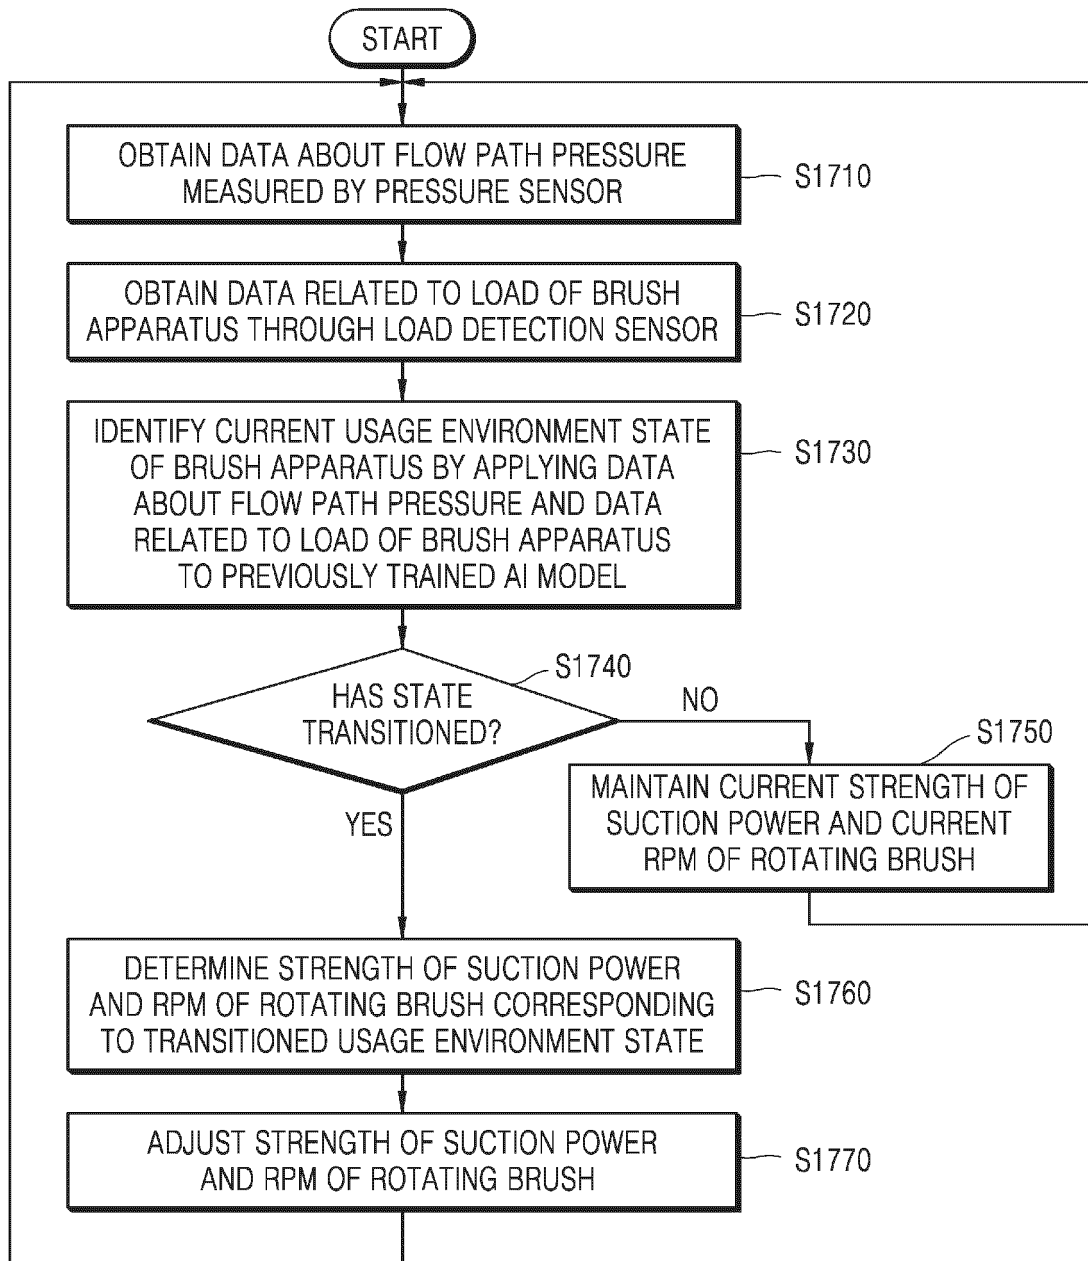 START
OBTAIN DATA ABOUT FLOW PATH PRESSURE
MEASURED BY PRESSURE SENSOR
S1710
OBTAIN DATA RELATED TO LOAD OF BRUSH
APPARATUS THROUGH LOAD DETECTION SENSOR
S1720
IDENTIFY CURRENT USAGE ENVIRONMENT STATE
OF BRUSH APPARATUS BY APPLYING DATA
ABOUT FLOW PATH PRESSURE AND DATA
RELATED TO LOAD OF BRUSH APPARATUS
TO PREVIOUSLY TRAINED AI MODEL
S1730
HAS STATE
TRANSITIONED?
S1740
NO
S1750
MAINTAIN CURRENT STRENGTH OF
SUCTION POWER AND CURRENT
RPM OF ROTATING BRUSH
YES
DETERMINE STRENGTH OF SUCTION POWER
AND RPM OF ROTATING BRUSH CORRESPONDING
TO TRANSITIONED USAGE ENVIRONMENT STATE
S1760
ADJUST STRENGTH OF SUCTION POWER
AND RPM OF ROTATING BRUSH
S1770